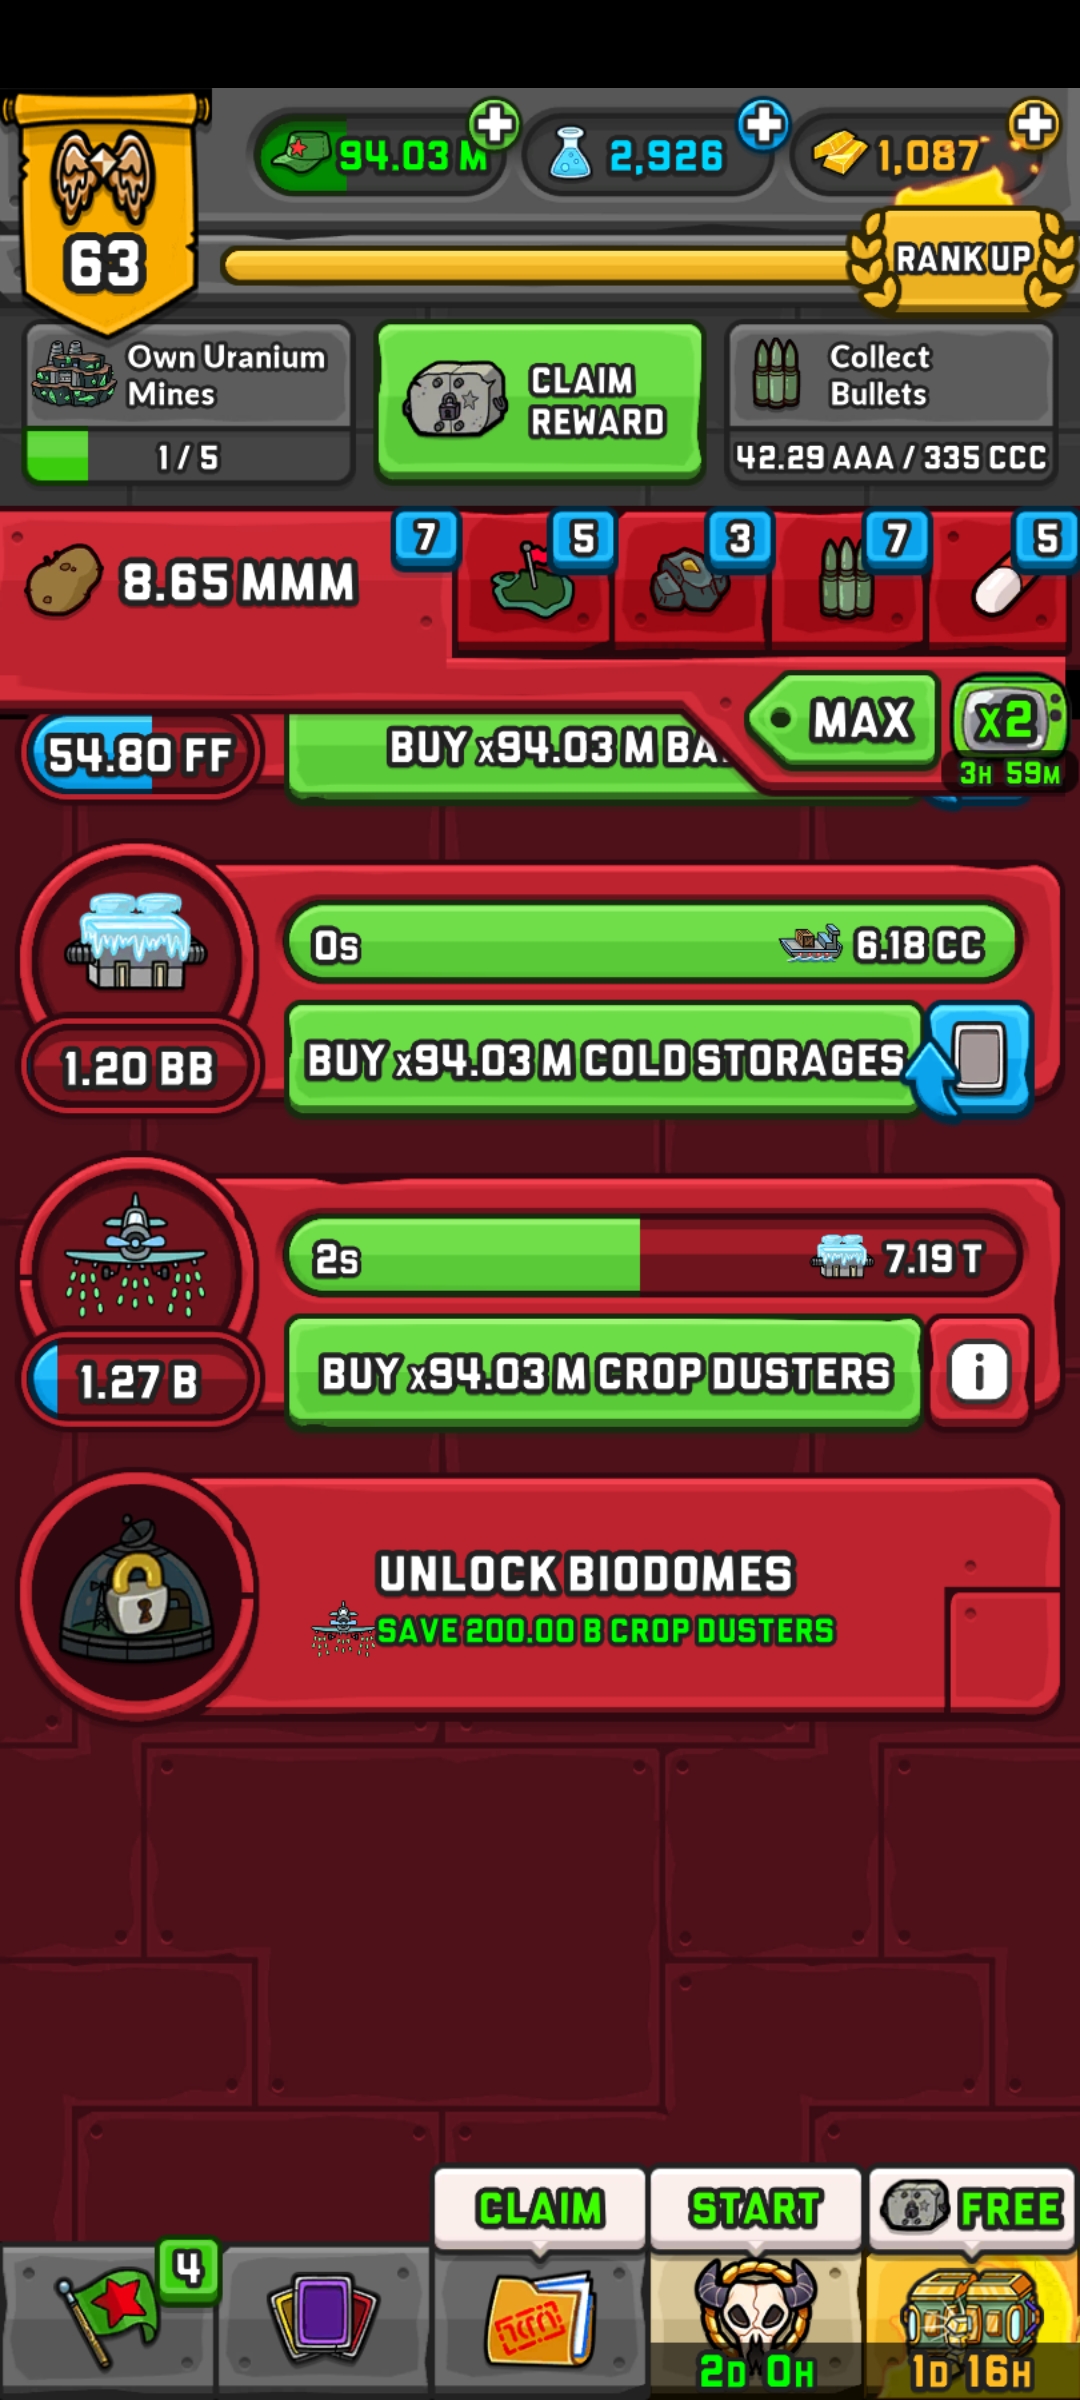 94.03 M
2,926
1,087
63
RANK UP
Own Uranium
Mines
1 / 5
CLAIM
REWARD
Collect
Bullets
42.29 AAA / 335 CCC
8.65 MMM
7
5
3
7
5
MAX
x2
3H 59M
54.80 FF
BUY x94.03 M BA
0s
6.18 CC
1.20 BB
BUY x94.03 M COLD STORAGES
2s
7.19 T
1.27 B
BUY x94.03 M CROP DUSTERS
i
UNLOCK BIODOMES
SAVE 200.00 B CROP DUSTERS
CLAIM
START
FREE
4
2D 0H
1D 16H